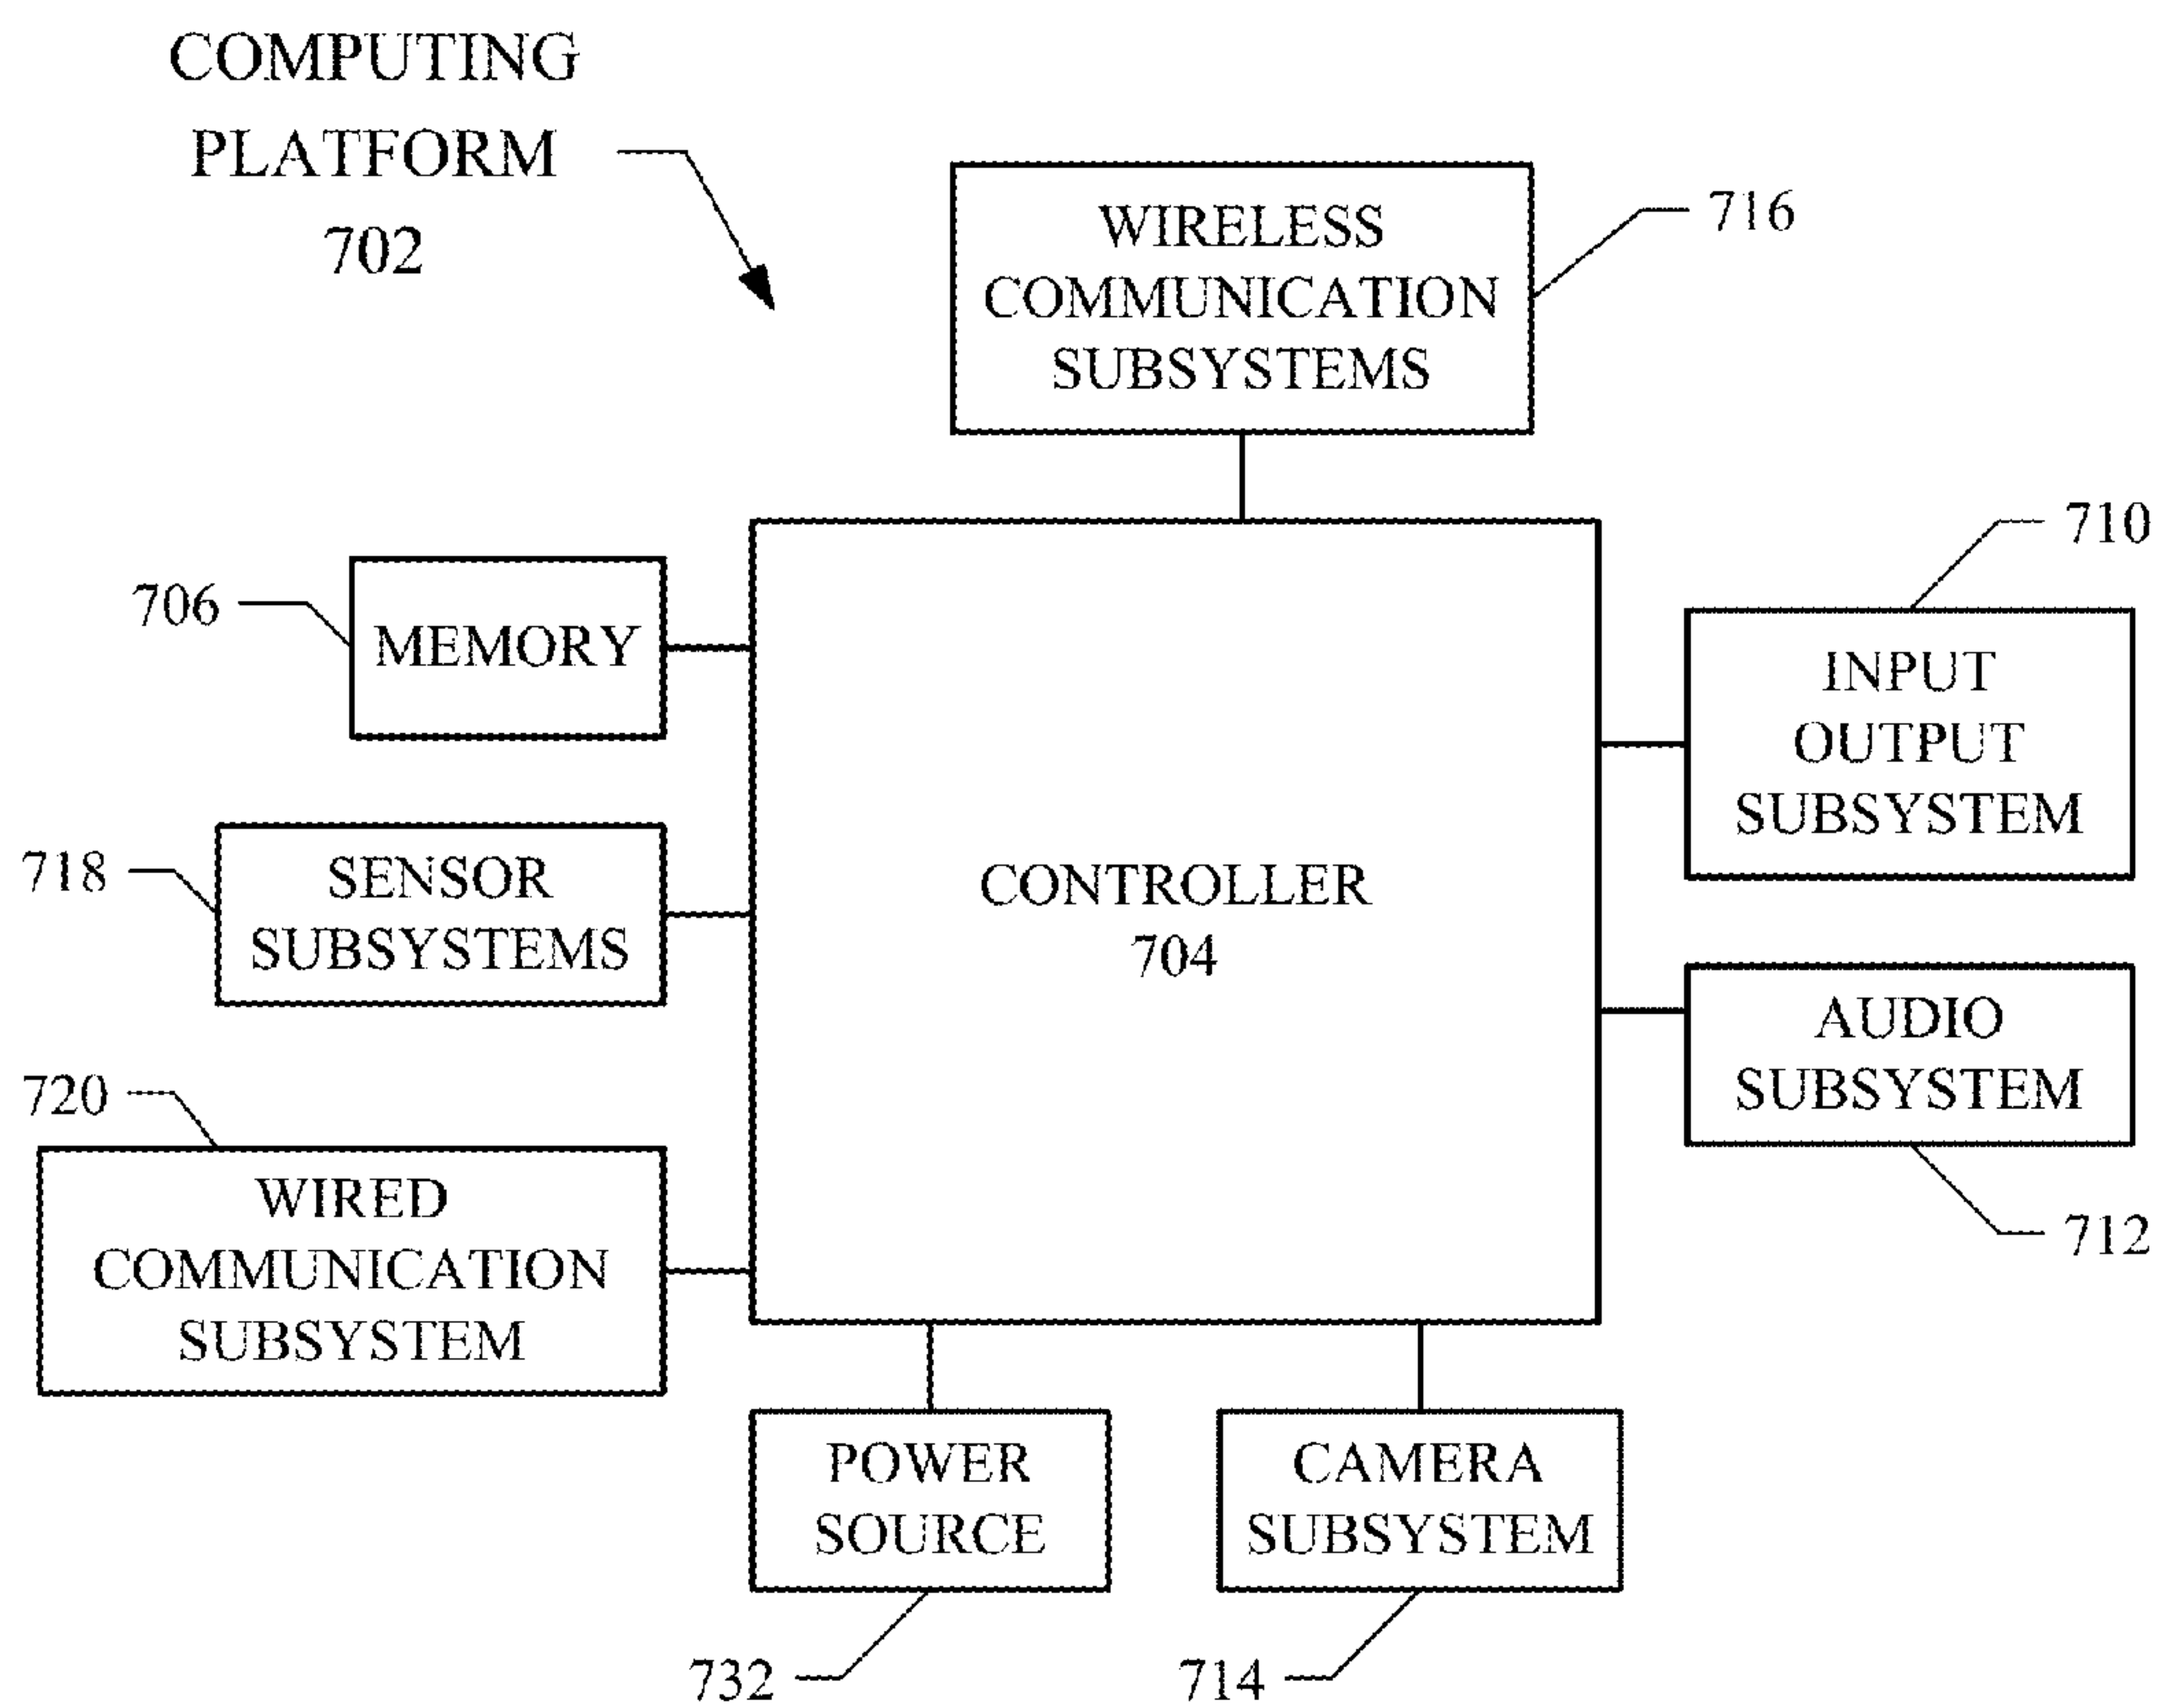 COMPUTING
PLATFORM
702
WIRELESS
COMMUNICATION
SUBSYSTEMS
716
706
MEMORY
710
INPUT
OUTPUT
SUBSYSTEM
718
SENSOR
SUBSYSTEMS
CONTROLLER
704
AUDIO
SUBSYSTEM
712
720
WIRED
COMMUNICATION
SUBSYSTEM
POWER
SOURCE
732
CAMERA
SUBSYSTEM
714